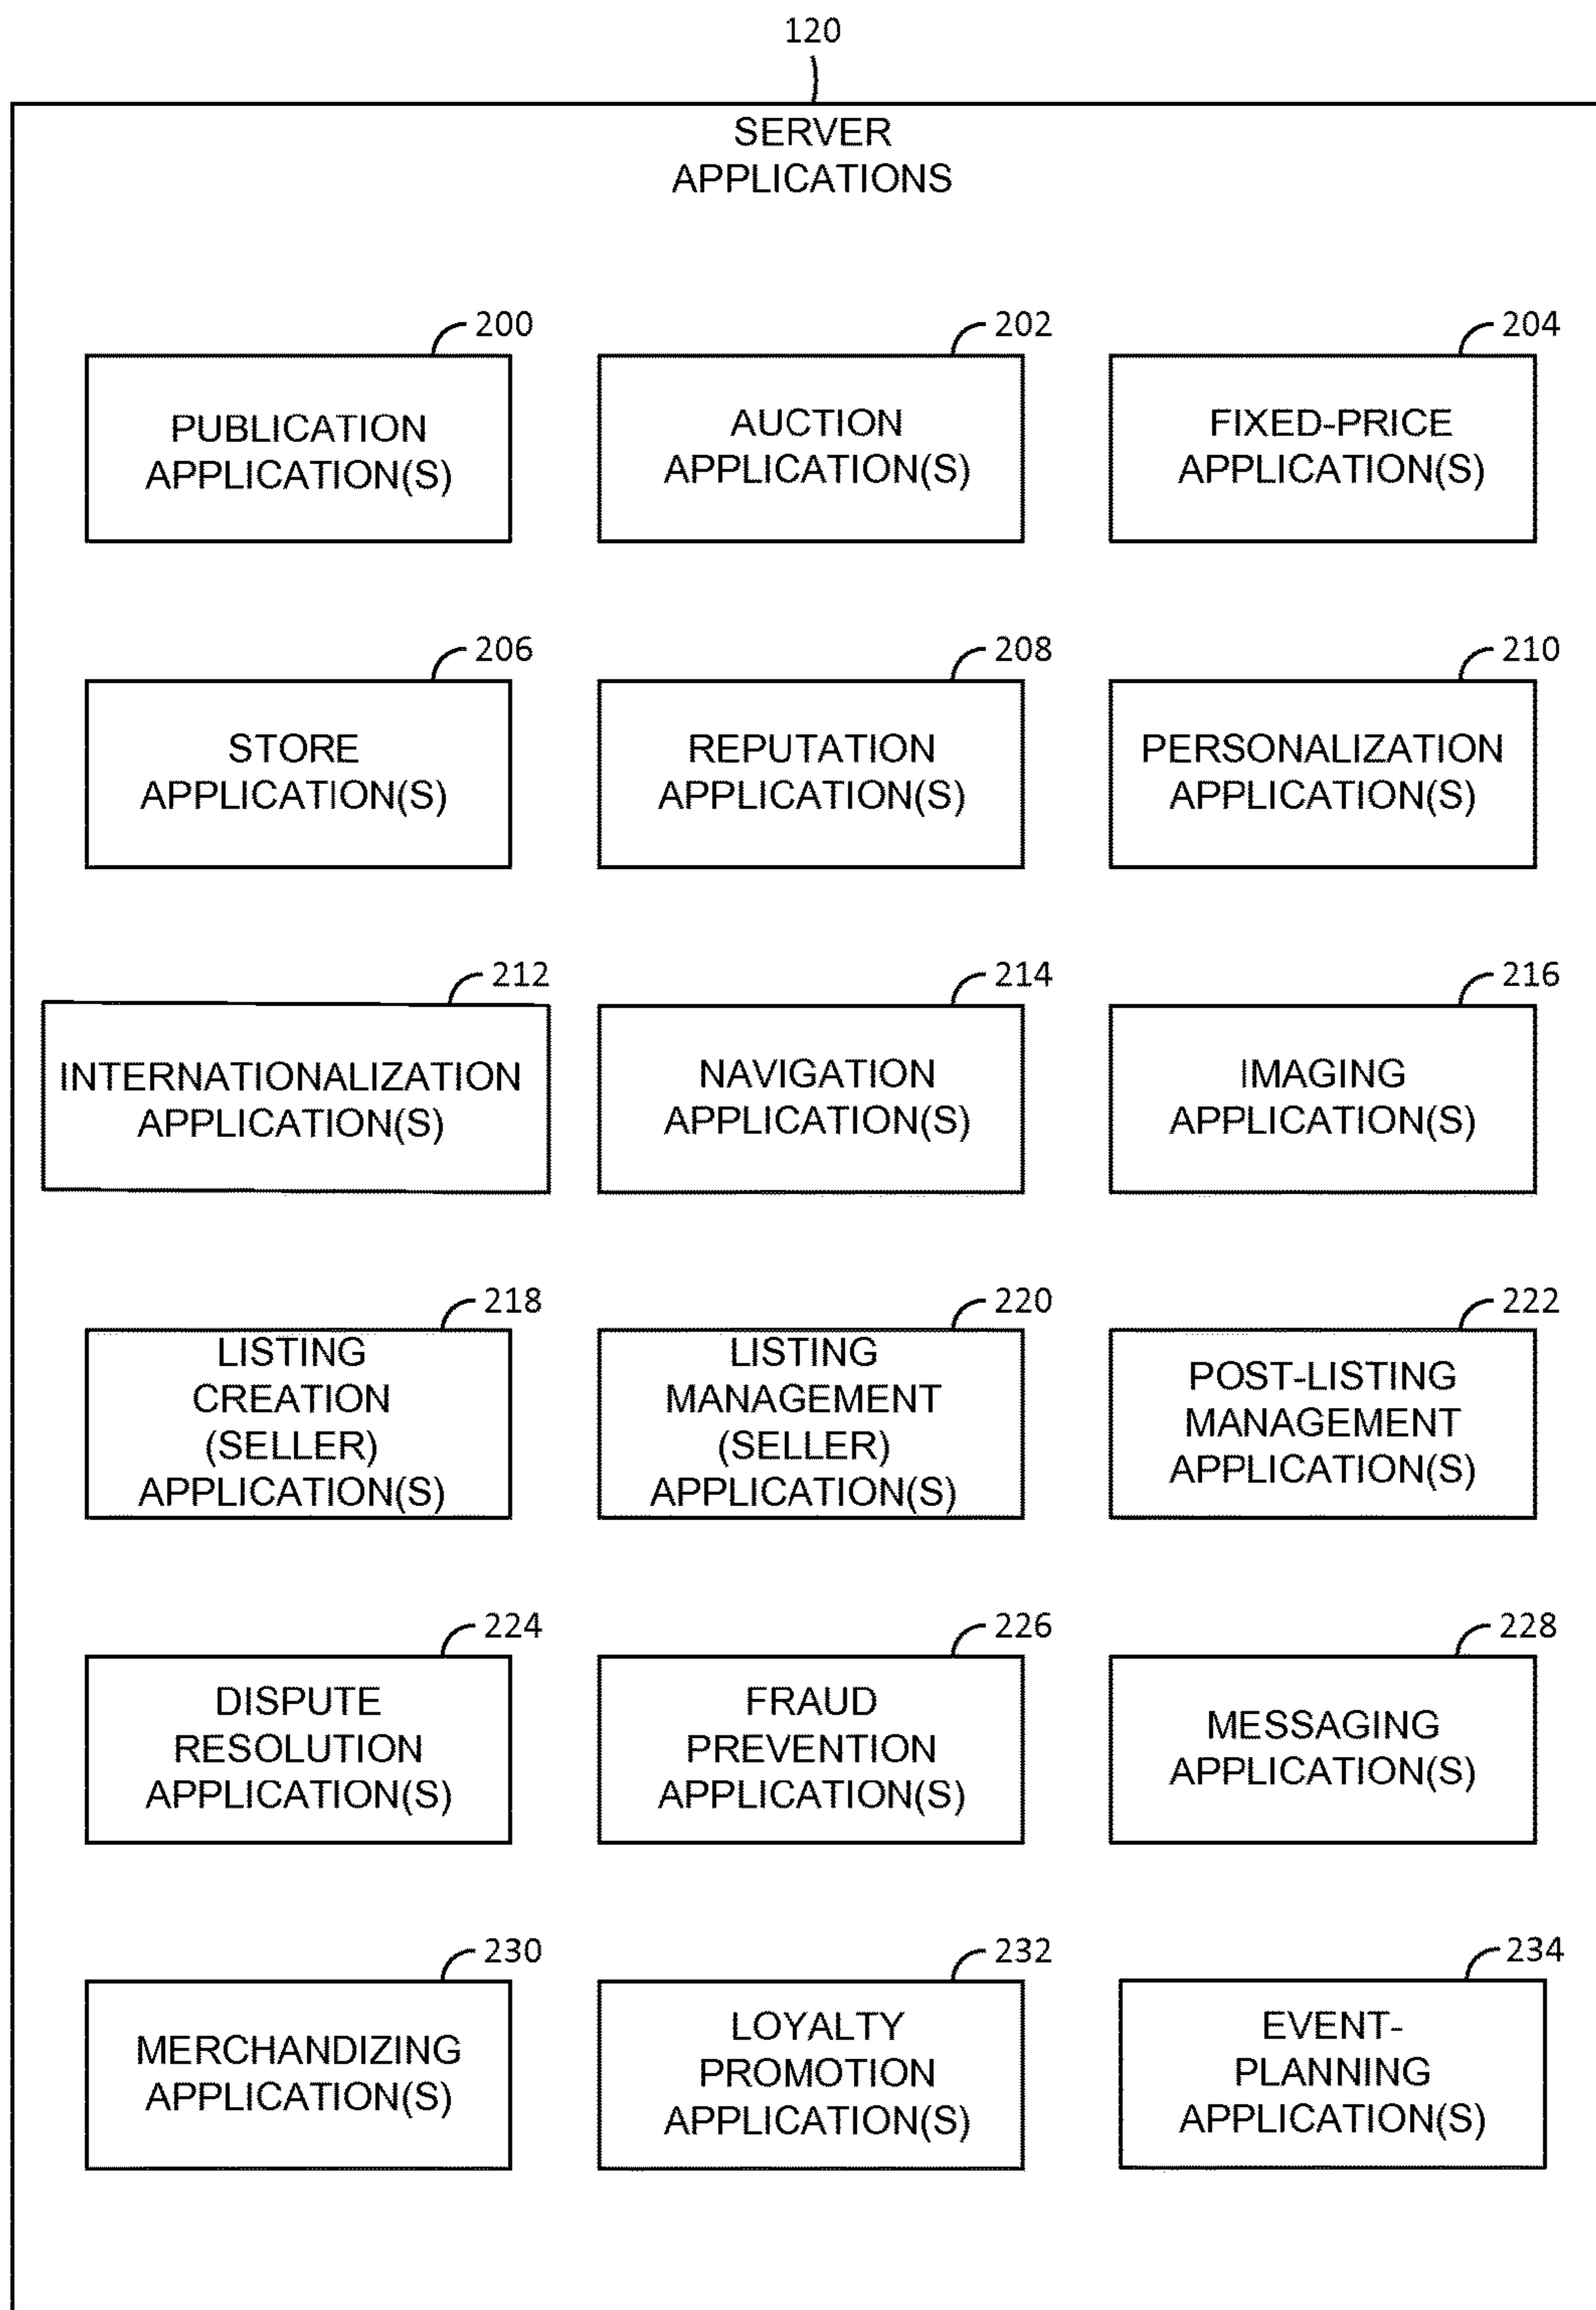 120
SERVER
APPLICATIONS
200
PUBLICATION
APPLICATION(S)
202
AUCTION
APPLICATION(S)
204
FIXED-PRICE
APPLICATION(S)
206
STORE
APPLICATION(S)
208
REPUTATION
APPLICATION(S)
210
PERSONALIZATION
APPLICATION(S)
212
INTERNATIONALIZATION
APPLICATION(S)
214
NAVIGATION
APPLICATION(S)
216
IMAGING
APPLICATION(S)
218
LISTING
CREATION
(SELLER)
APPLICATION(S)
220
LISTING
MANAGEMENT
(SELLER)
APPLICATION(S)
222
POST-LISTING
MANAGEMENT
APPLICATION(S)
224
DISPUTE
RESOLUTION
APPLICATION(S)
226
FRAUD
PREVENTION
APPLICATION(S)
228
MESSAGING
APPLICATION(S)
230
MERCHANDIZING
APPLICATION(S)
232
LOYALTY
PROMOTION
APPLICATION(S)
234
EVENT-
PLANNING
APPLICATION(S)